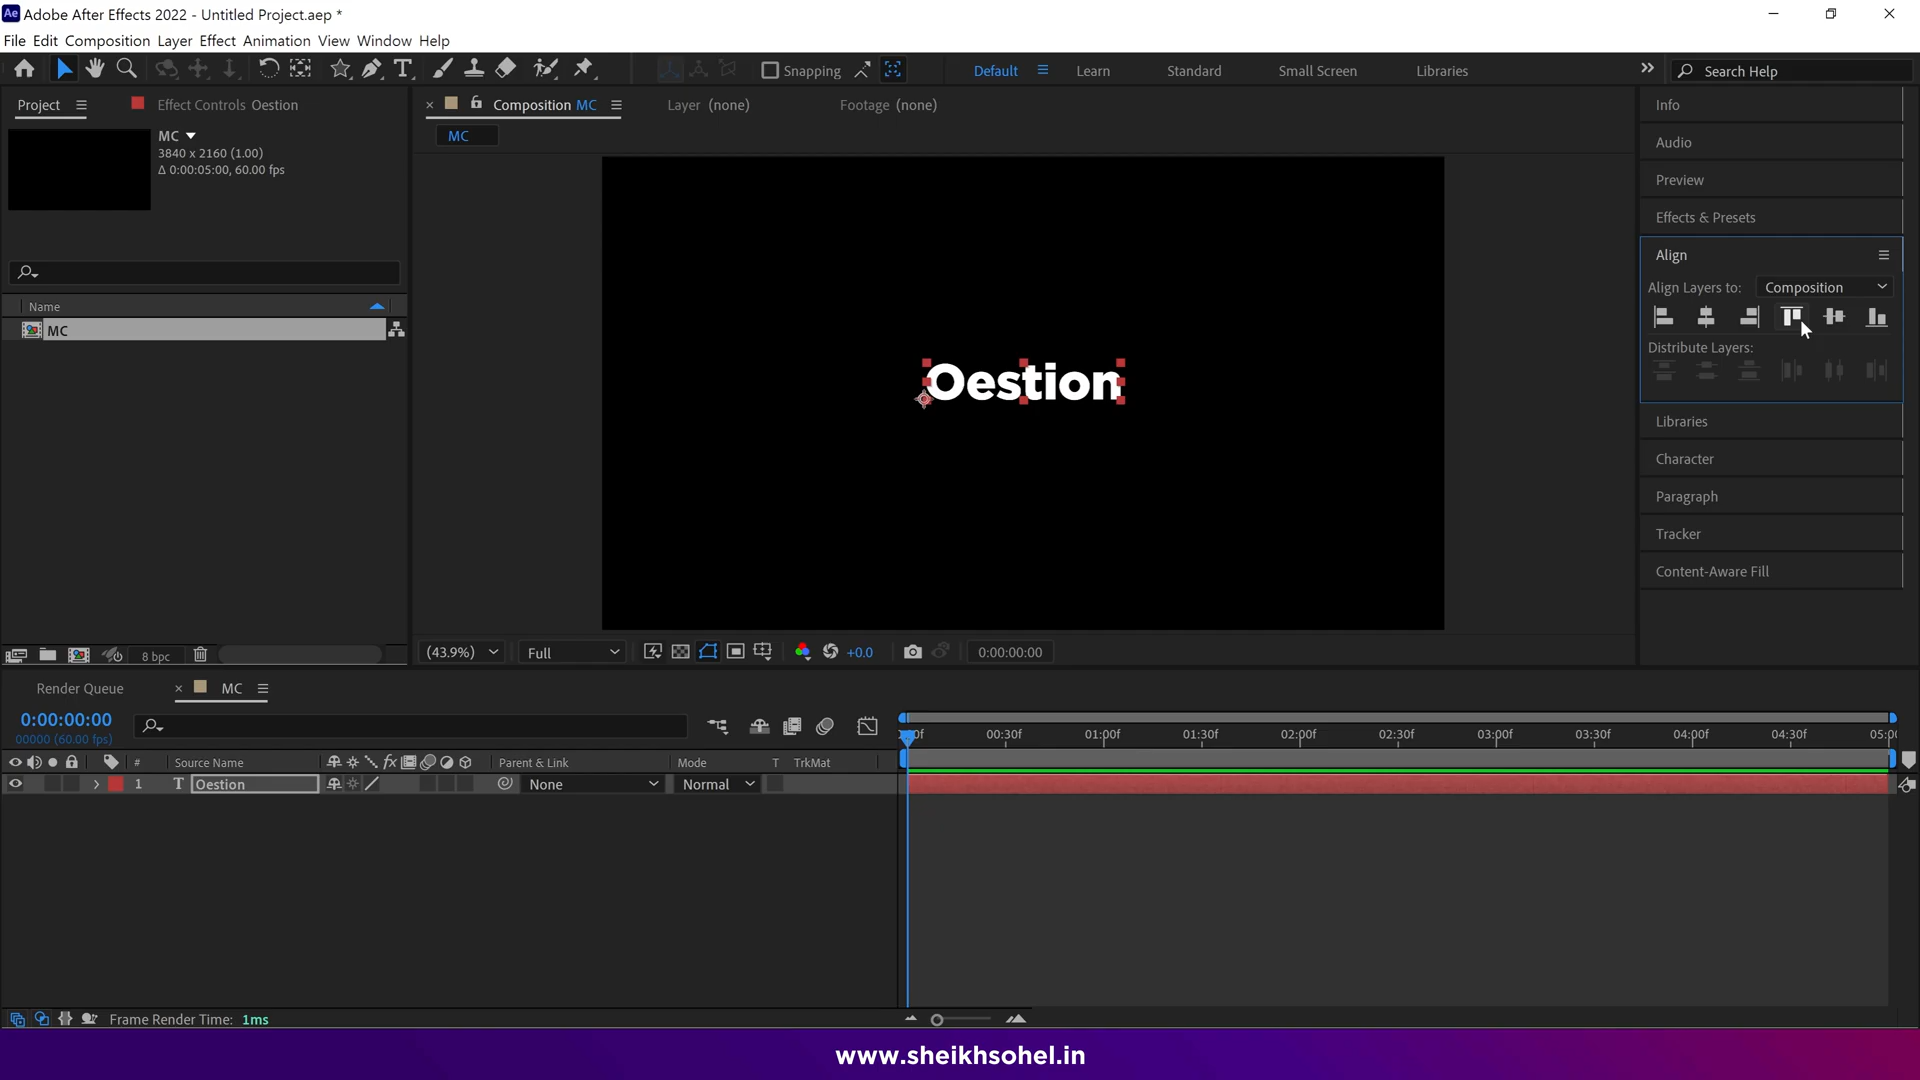 Adobe After Effects 2022 - Untitled Project.aep *
File Edit Composition Layer Effect Animation View Window Help
Snapping
Default
Learn
Standard
Small Screen
Libraries
Search Help
Project
Effect Controls Oestion
MC
3840 x 2160 (1.00)
Δ 0:00:05:00, 60.00 fps
Name
MC
8 bpc
Composition MC
Layer (none)
Footage (none)
MC
Oestion
(43.9%)
Full
+0.0
0:00:00:00
Info
Audio
Preview
Effects & Presets
Align
Align Layers to: Composition
Distribute Layers:
Libraries
Character
Paragraph
Tracker
Content-Aware Fill
Render Queue
MC
0:00:00:00
00000 (60.00 fps)
00:30f 01:00f 01:30f 02:00f 02:30f 03:00f 03:30f 04:00f 04:30f
# Source Name fx Parent & Link Mode T TrkMat
1 T Oestion None Normal
Frame Render Time: 1ms
www.sheikhsohel.in